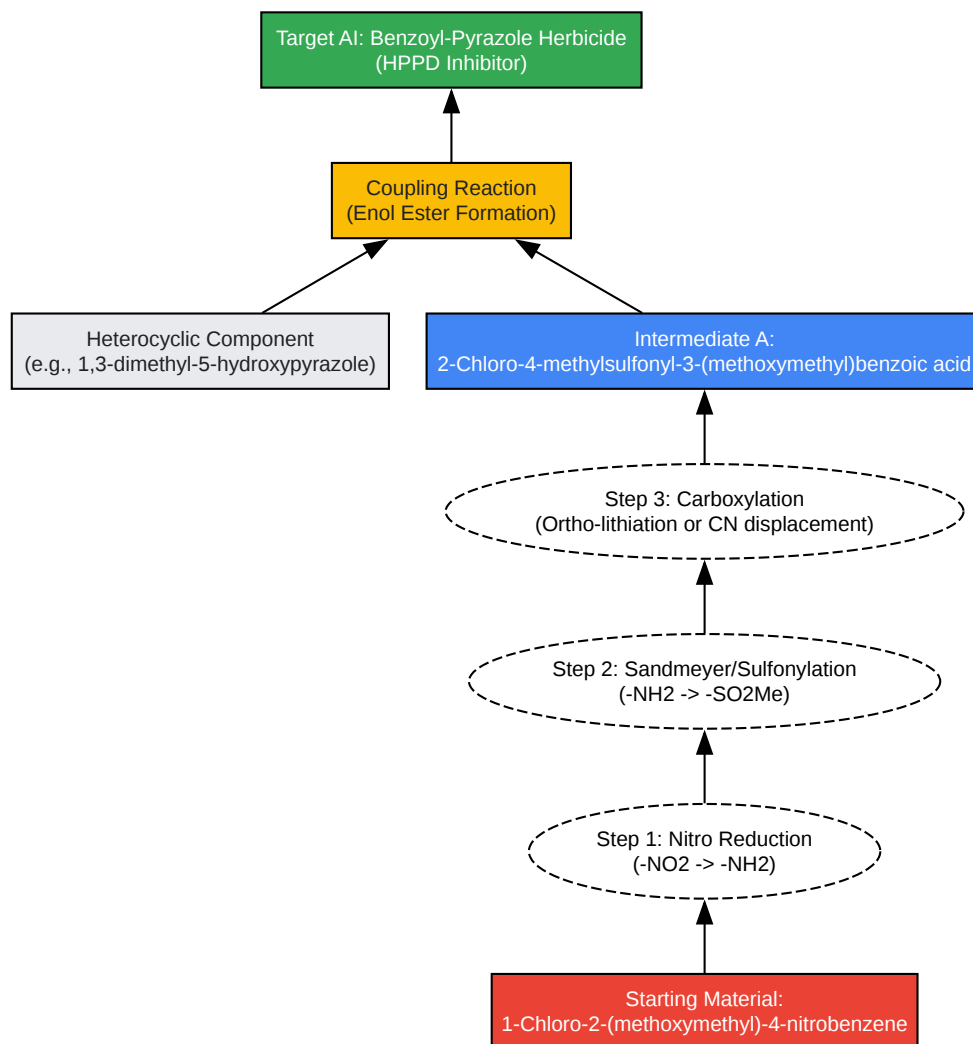 Target AI: Benzoyl-Pyrazole Herbicide
(HPPD Inhibitor)
Coupling Reaction
(Enol Ester Formation)
Heterocyclic Component
(e.g., 1,3-dimethyl-5-hydroxypyrazole)
Intermediate A:
2-Chloro-4-methylsulfonyl-3-(methoxymethyl)benzoic acid
Step 3: Carboxylation
(Ortho-lithiation or CN displacement)
Step 2: Sandmeyer/Sulfonylation
(-NH2 -> -SO2Me)
Step 1: Nitro Reduction
(-NO2 -> -NH2)
Starting Material:
1-Chloro-2-(methoxymethyl)-4-nitrobenzene